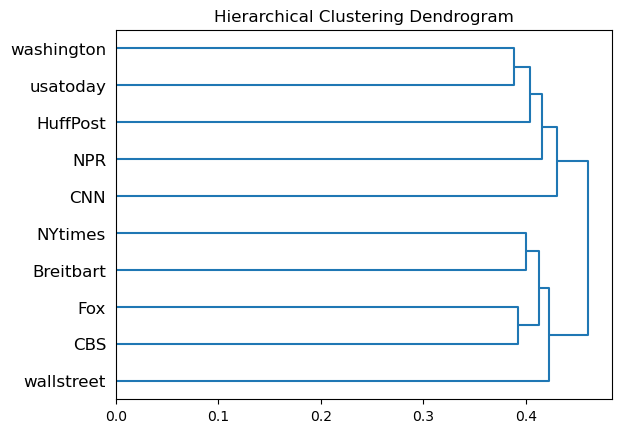 Hierarchical Clustering Dendrogram
washington
usatoday
HuffPost
NPR
CNN
NYtimes
Breitbart
Fox
CBS
wallstreet
0.0 0.1 0.2 0.3 0.4